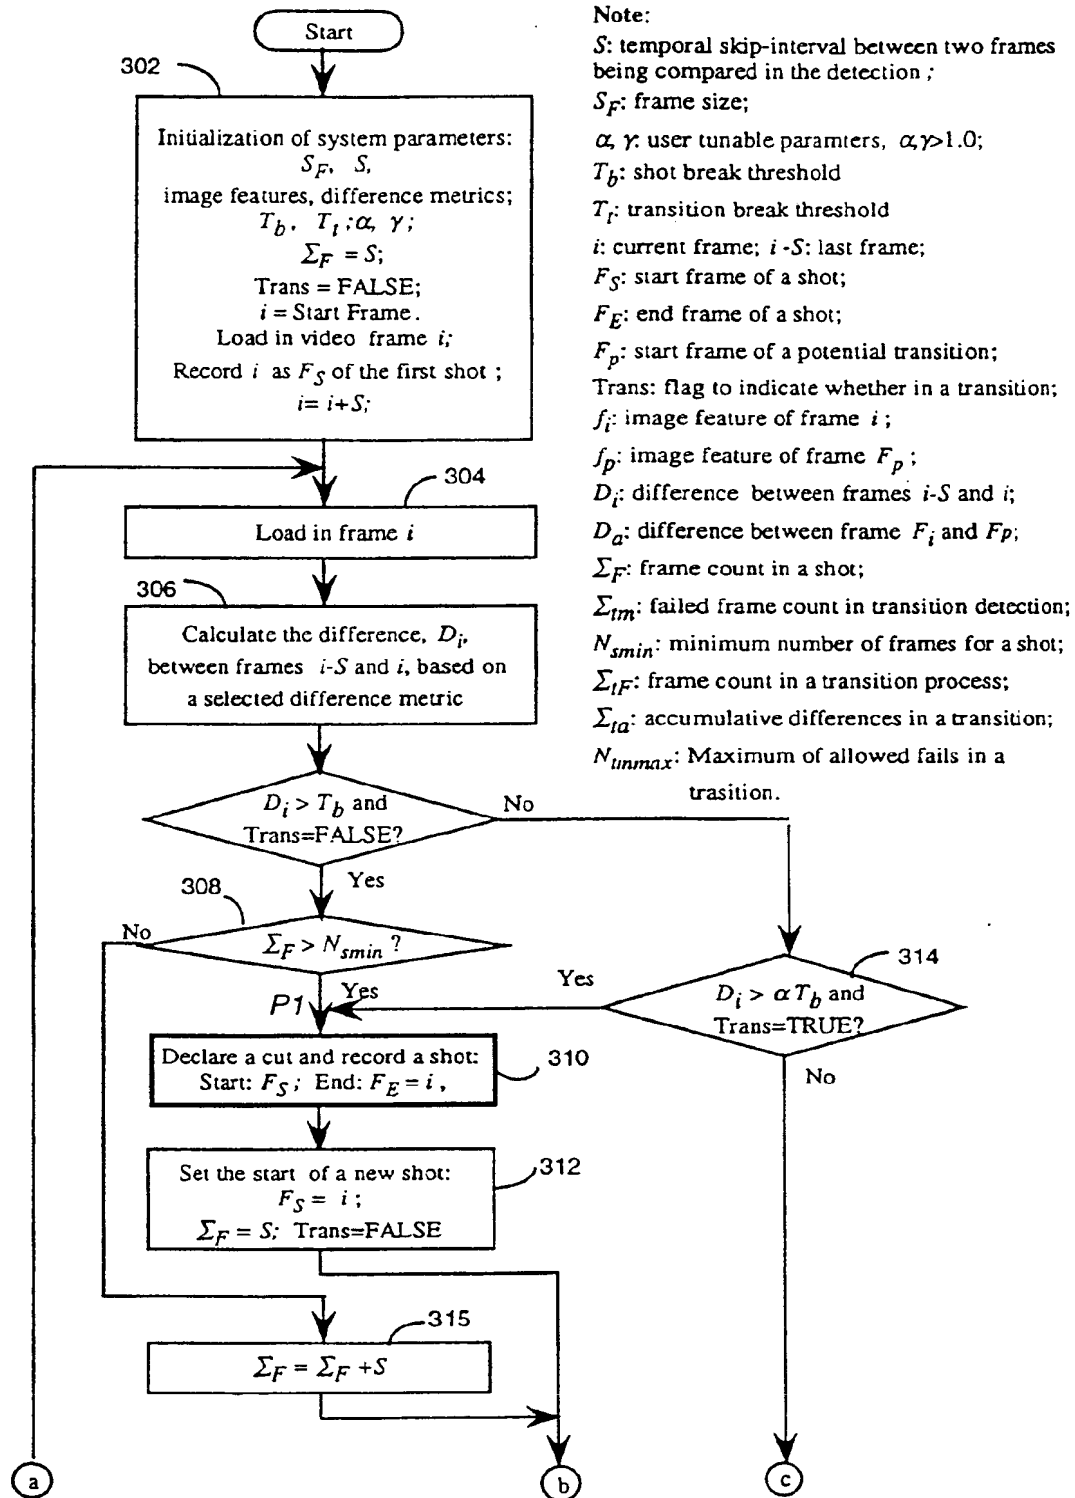 Start
302
Initialization of system parameters:
S_F, S,
image features, difference metrics;
T_b, T_t ;α, γ;
Σ_F = S;
Trans = FALSE;
i = Start Frame.
Load in video frame i;
Record i as F_S of the first shot ;
i= i+S;
304
Load in frame i
306
Calculate the difference, D_i,
between frames i-S and i, based on
a selected difference metric
D_i > T_b and
Trans=FALSE?
No
Yes
308
No
Σ_F > N_smin ?
Yes
P1
314
D_i > αT_b and
Trans=TRUE?
Yes
No
Declare a cut and record a shot:
Start: F_S; End: F_E = i ,
310
Set the start of a new shot:
F_S = i ;
Σ_F = S; Trans=FALSE
312
315
Σ_F = Σ_F +S
a
b
c
Note:
S: temporal skip-interval between two frames
being compared in the detection ;
S_F: frame size;
α, γ: user tunable paramters, α,γ>1.0;
T_b: shot break threshold
T_t: transition break threshold
i: current frame; i -S: last frame;
F_S: start frame of a shot;
F_E: end frame of a shot;
F_p: start frame of a potential transition;
Trans: flag to indicate whether in a transition;
f_i: image feature of frame i ;
f_p: image feature of frame F_p ;
D_i: difference between frames i-S and i;
D_a: difference between frame F_i and Fp;
Σ_F: frame count in a shot;
Σ_tm: failed frame count in transition detection;
N_smin: minimum number of frames for a shot;
Σ_tF: frame count in a transition process;
Σ_ta: accumulative differences in a transition;
N_tmmax: Maximum of allowed fails in a
trasition.